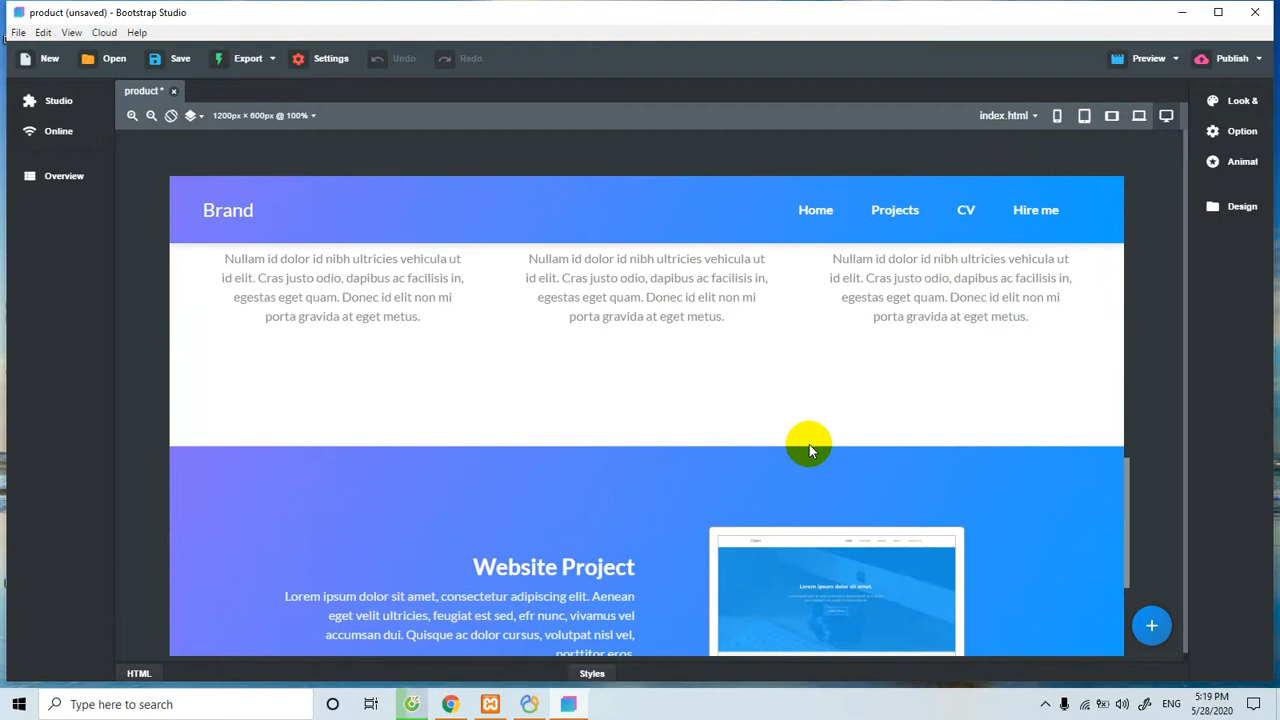 product (unsaved) - Bootstrap Studio
File Edit View Cloud Help
New Open Save Export Settings Undo Redo Preview Publish
product *
Studio
Online
Overview
1200px × 600px @ 100%
index.html
Look &
Option
Animat
Design
Brand Home Projects CV Hire me
Nullam id dolor id nibh ultricies vehicula ut
id elit. Cras justo odio, dapibus ac facilisis in,
egestas eget quam. Donec id elit non mi
porta gravida at eget metus.
Nullam id dolor id nibh ultricies vehicula ut
id elit. Cras justo odio, dapibus ac facilisis in,
egestas eget quam. Donec id elit non mi
porta gravida at eget metus.
Nullam id dolor id nibh ultricies vehicula ut
id elit. Cras justo odio, dapibus ac facilisis in,
egestas eget quam. Donec id elit non mi
porta gravida at eget metus.
Website Project
Lorem ipsum dolor sit amet, consectetur adipiscing elit. Aenean
eget velit ultricies, feugiat est sed, efr nunc, vivamus vel
accumsan dui. Quisque ac dolor cursus, volutpat nisl vel,
porttitor eros.
Lorem ipsum dolor sit amet.
HTML
Styles
Type here to search
ENG
5:19 PM
5/28/2020